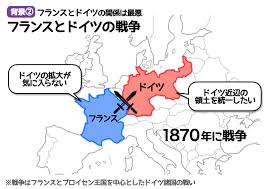 背景② フランスとドイツの関係は最悪
フランスとドイツの戦争
ドイツの拡大が
気に入らない
ドイツ
ドイツ近辺の
領土を統一したい
フランス
1870年に戦争
※戦争はフランスとプロイセン王国を中心としたドイツ諸国の戦い